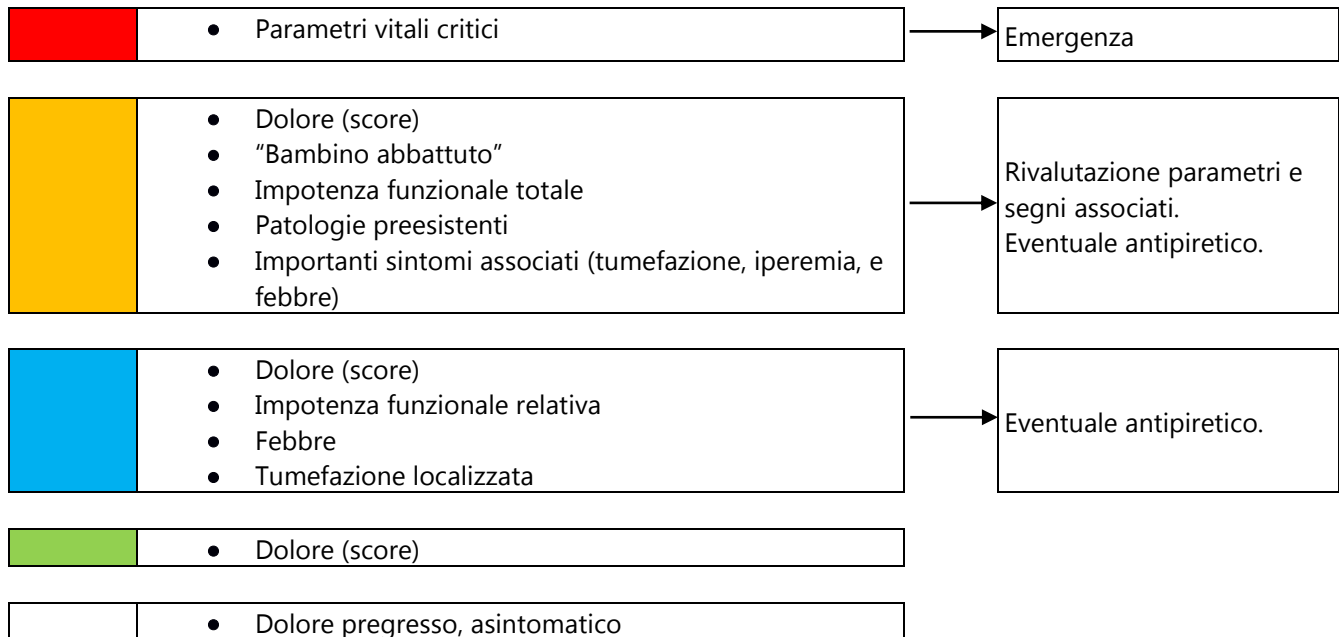 ● Parametri vitali critici
Emergenza
● Dolore (score)
● “Bambino abbattuto”
● Impotenza funzionale totale
● Patologie preesistenti
● Importanti sintomi associati (tumefazione, iperemia, e
febbre)
Rivalutazione parametri e
segni associati.
Eventuale antipiretico.
● Dolore (score)
● Impotenza funzionale relativa
● Febbre
● Tumefazione localizzata
Eventuale antipiretico.
● Dolore (score)
● Dolore pregresso, asintomatico